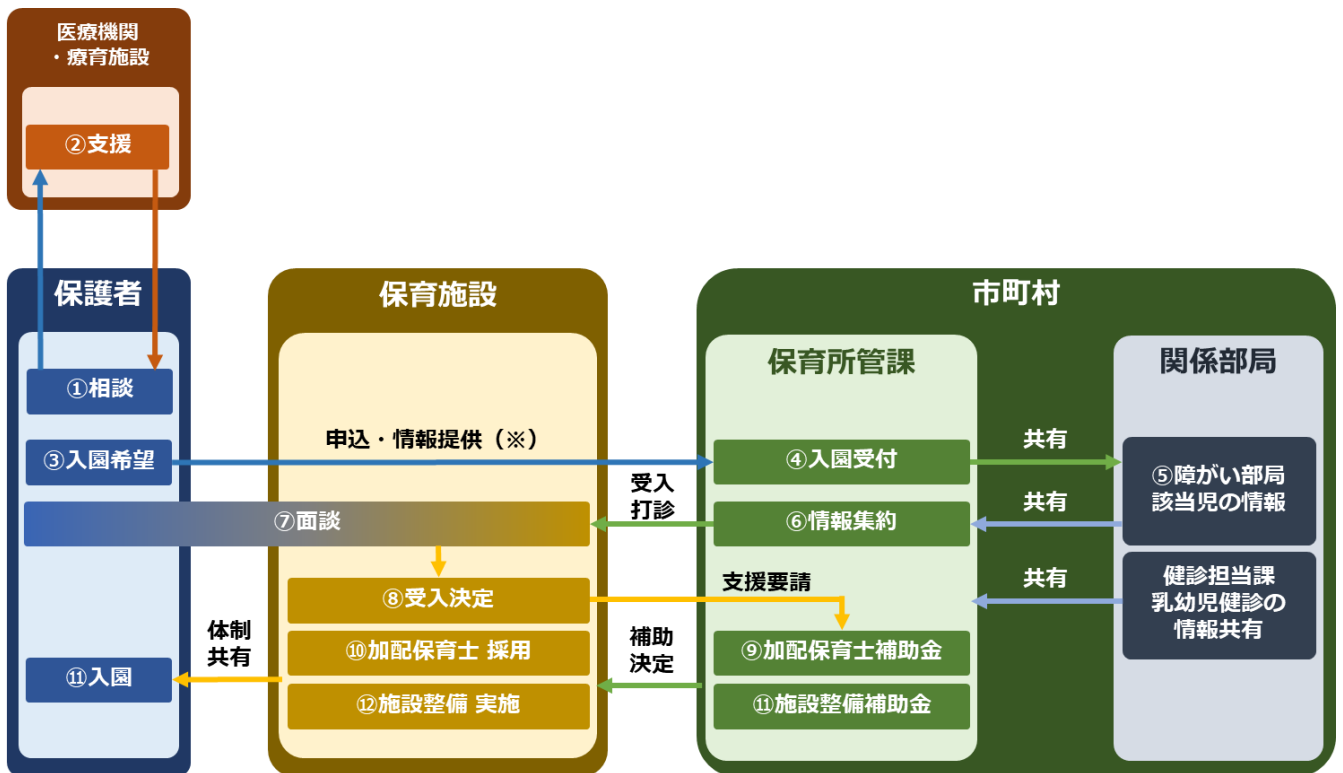 医療機関
・療育施設
②支援
保護者
①相談
③入園希望
⑪入園
保育施設
申込・情報提供（※）
⑦面談
⑧受入決定
⑩加配保育士 採用
⑫施設整備 実施
体制
共有
受入
打診
支援要請
補助
決定
市町村
保育所管課
④入園受付
⑥情報集約
⑨加配保育士補助金
⑪施設整備補助金
共有
共有
共有
関係部局
⑤障がい部局
該当児の情報
健診担当課
乳幼児健診の
情報共有